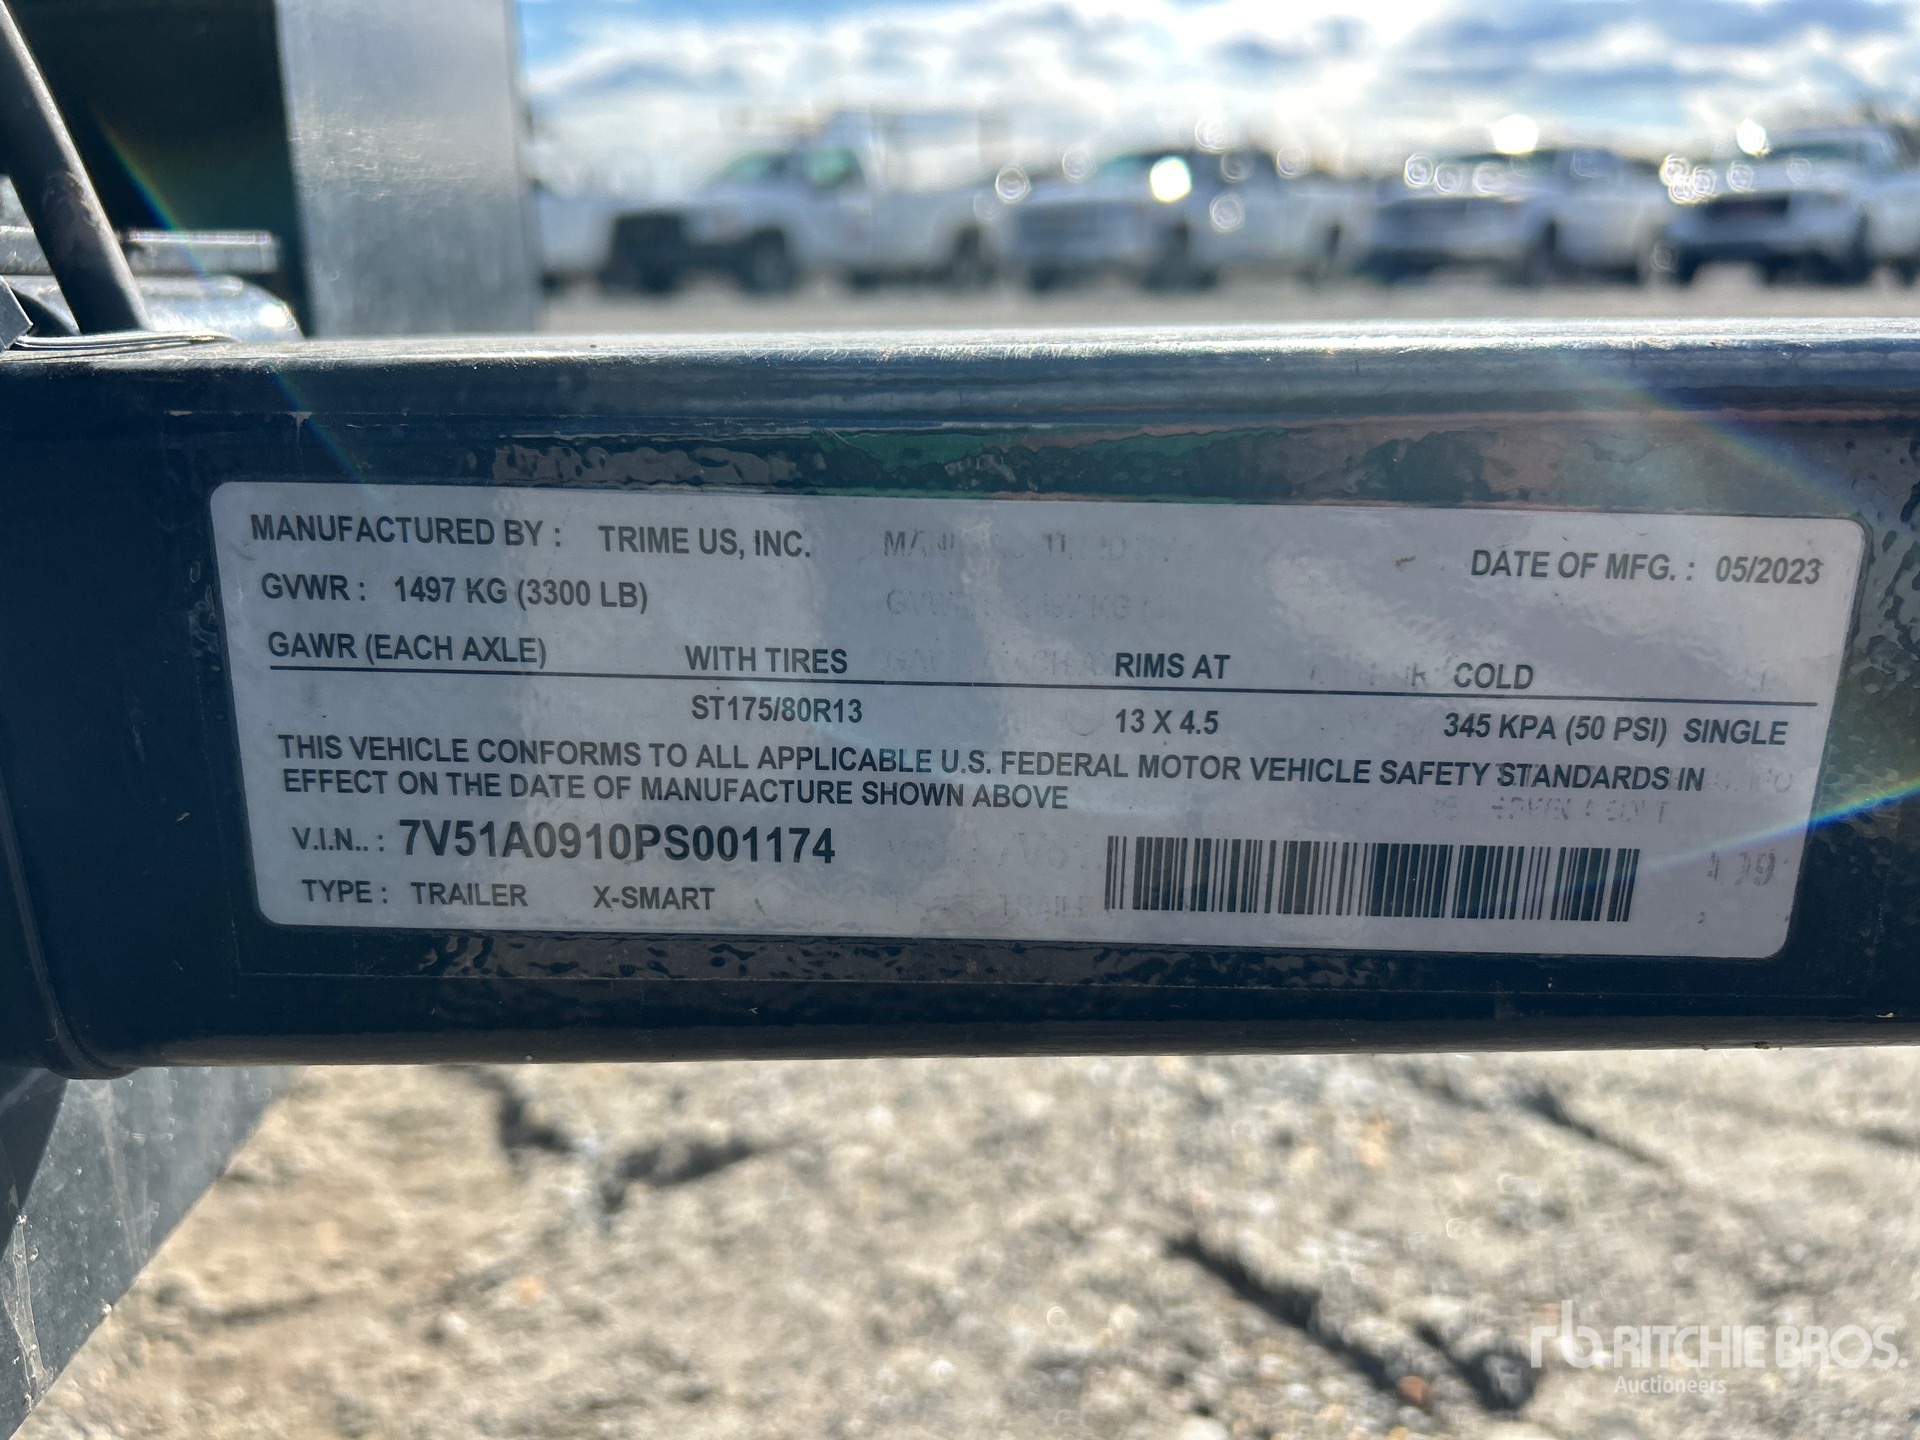 MANUFACTURED BY : TRIME US, INC. DATE OF MFG. : 05/2023
GVWR : 1497 KG (3300 LB)
GAWR (EACH AXLE) WITH TIRES RIMS AT COLD
ST175/80R13 13 X 4.5 345 KPA (50 PSI) SINGLE
THIS VEHICLE CONFORMS TO ALL APPLICABLE U.S. FEDERAL MOTOR VEHICLE SAFETY STANDARDS IN
EFFECT ON THE DATE OF MANUFACTURE SHOWN ABOVE
V.I.N.. : 7V51A0910PS001174
TYPE : TRAILER X-SMART
rb RITCHIE BROS.
Auctioneers